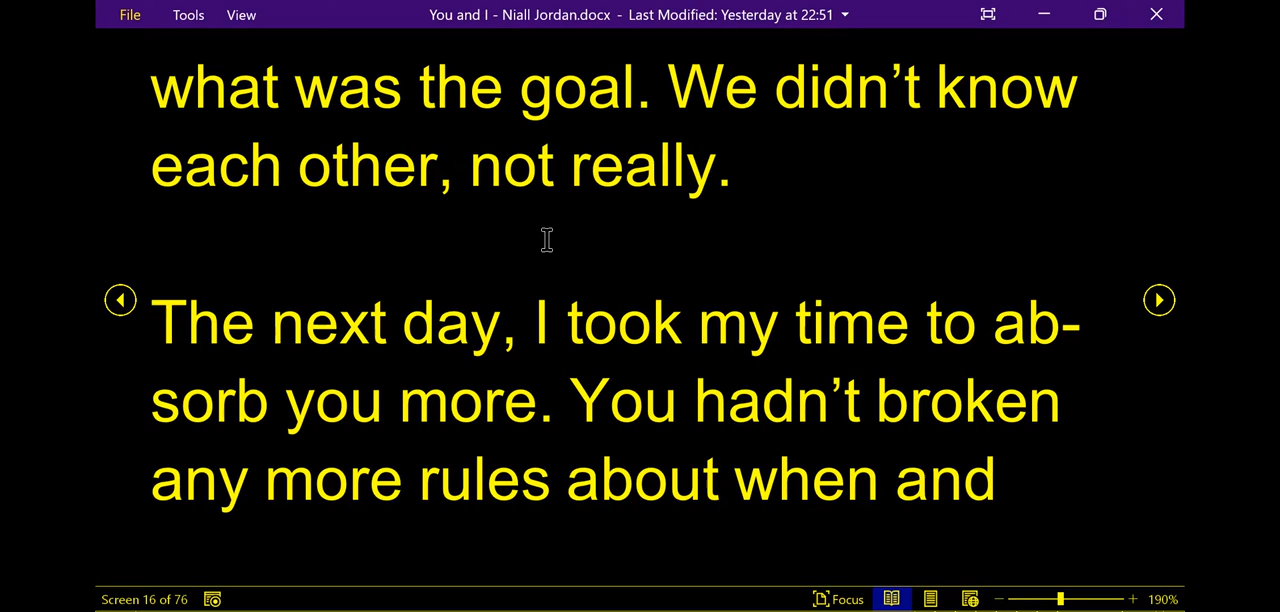 File Tools View You and I - Niall Jordan.docx - Last Modified: Yesterday at 22:51
what was the goal. We didn’t know
each other, not really.
The next day, I took my time to ab-
sorb you more. You hadn’t broken
any more rules about when and
Screen 16 of 76 Focus 190%